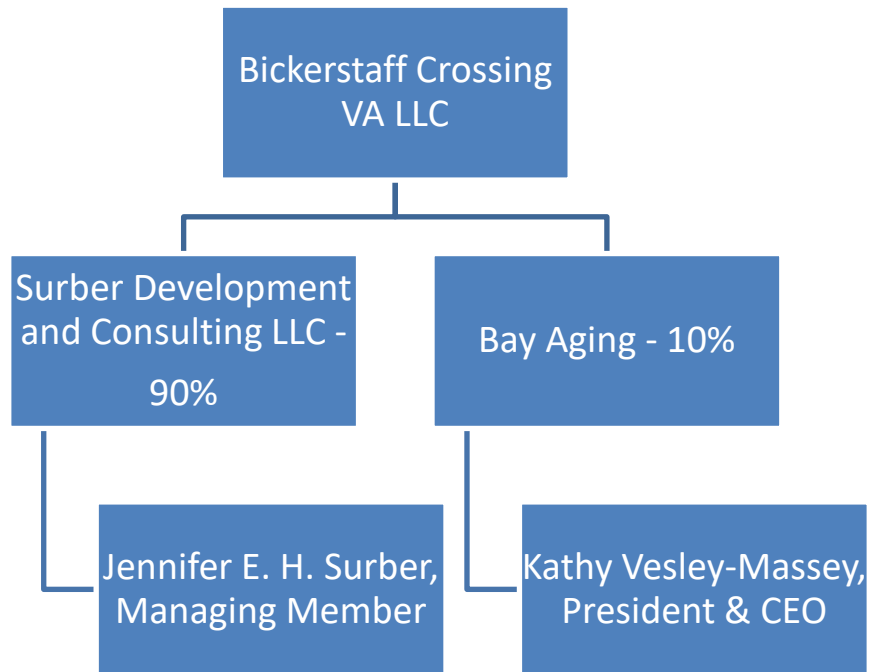 Bickerstaff Crossing
VA LLC
Surber Development
and Consulting LLC -
90%
Bay Aging - 10%
Jennifer E. H. Surber,
Managing Member
Kathy Vesley-Massey,
President & CEO